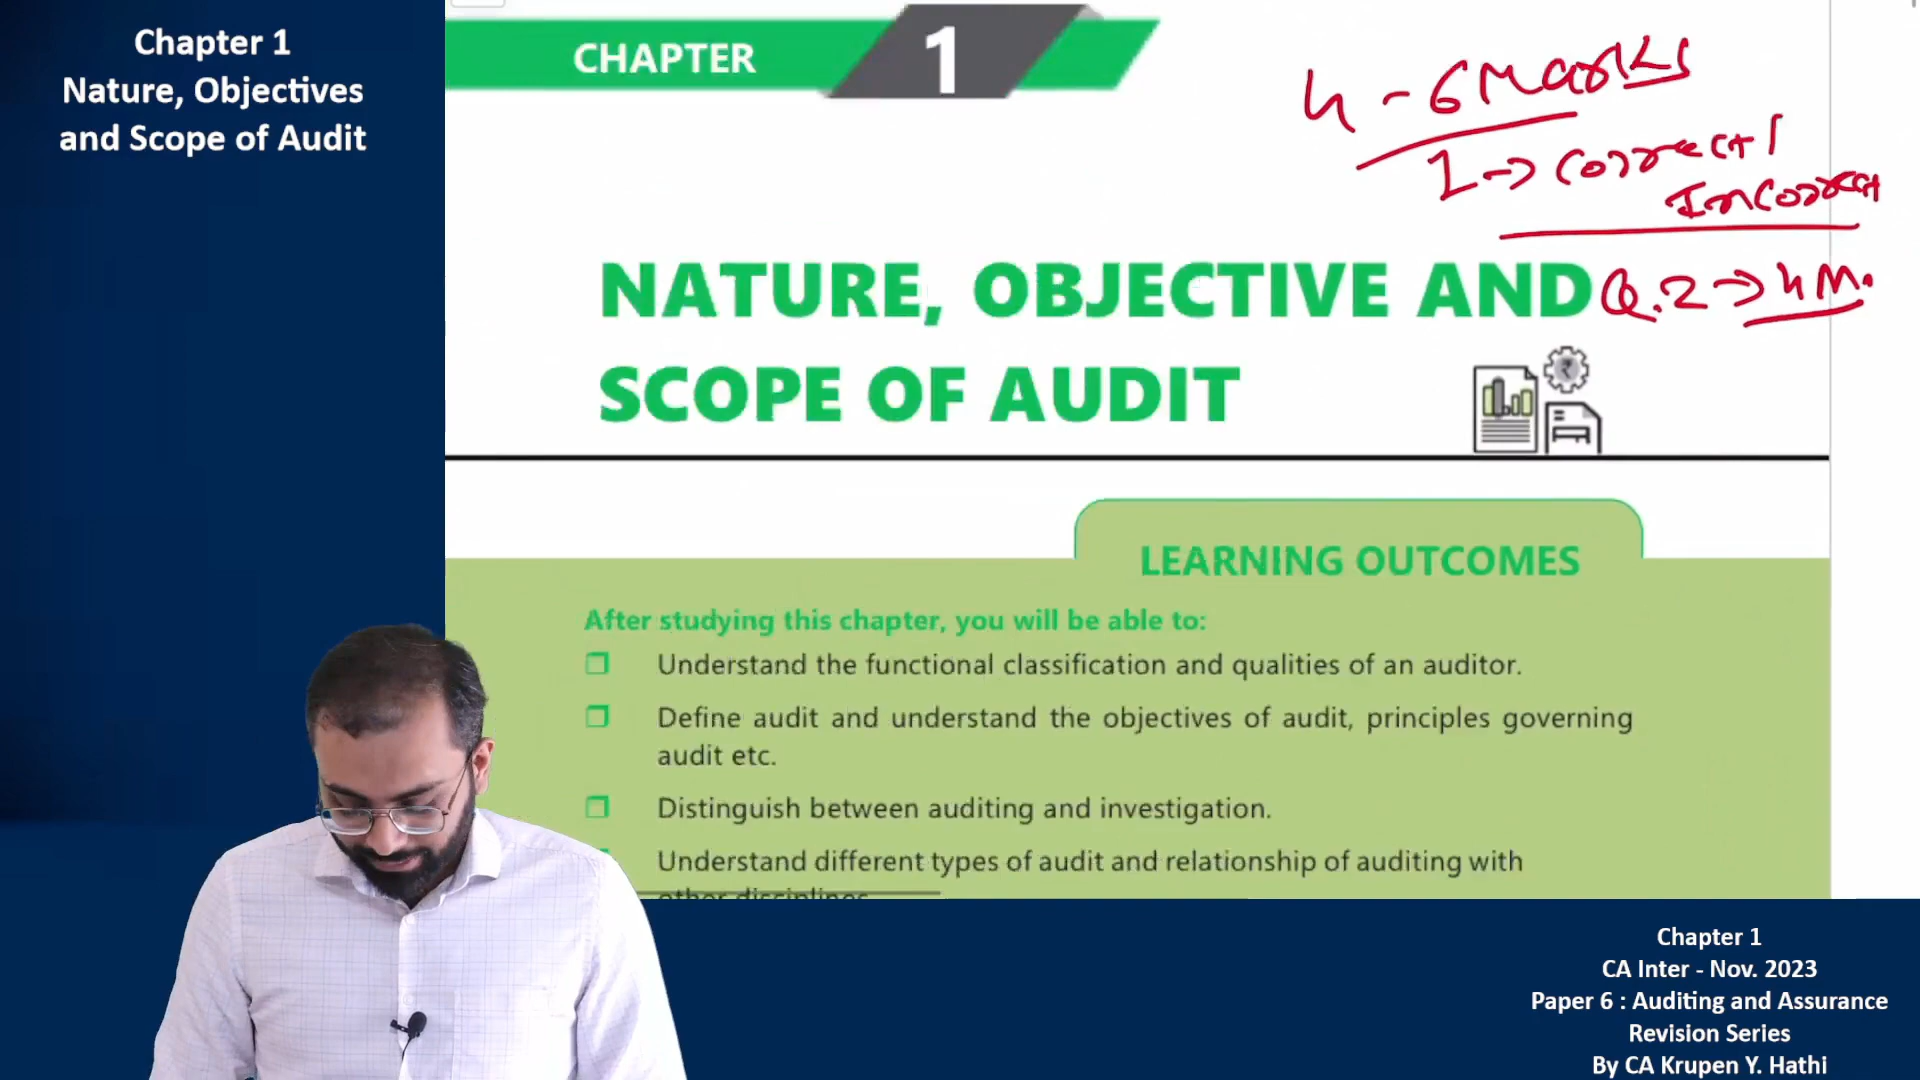 Chapter 1
Nature, Objectives
and Scope of Audit
CHAPTER 1
4 - 6 Marks
1 → Correct /
Incorrect
Q.2 → 4 M.
NATURE, OBJECTIVE AND
SCOPE OF AUDIT
LEARNING OUTCOMES
After studying this chapter, you will be able to:
❒ Understand the functional classification and qualities of an auditor.
❒ Define audit and understand the objectives of audit, principles governing
audit etc.
❒ Distinguish between auditing and investigation.
Understand different types of audit and relationship of auditing with
other disciplines
Chapter 1
CA Inter - Nov. 2023
Paper 6 : Auditing and Assurance
Revision Series
By CA Krupen Y. Hathi